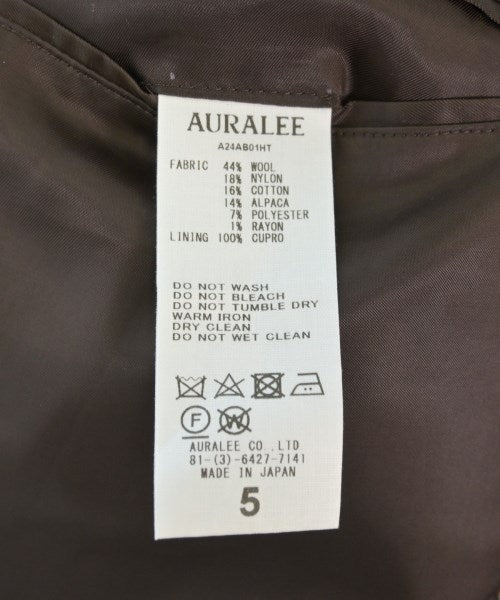 AURALEE
A24AB01HT
FABRIC 44% WOOL
18% NYLON
16% COTTON
14% ALPACA
7% POLYESTER
1% RAYON
LINING 100% CUPRO
DO NOT WASH
DO NOT BLEACH
DO NOT TUMBLE DRY
WARM IRON
DRY CLEAN
DO NOT WET CLEAN
F W
AURALEE CO .LTD
81-(3)-6427-7141
MADE IN JAPAN
5